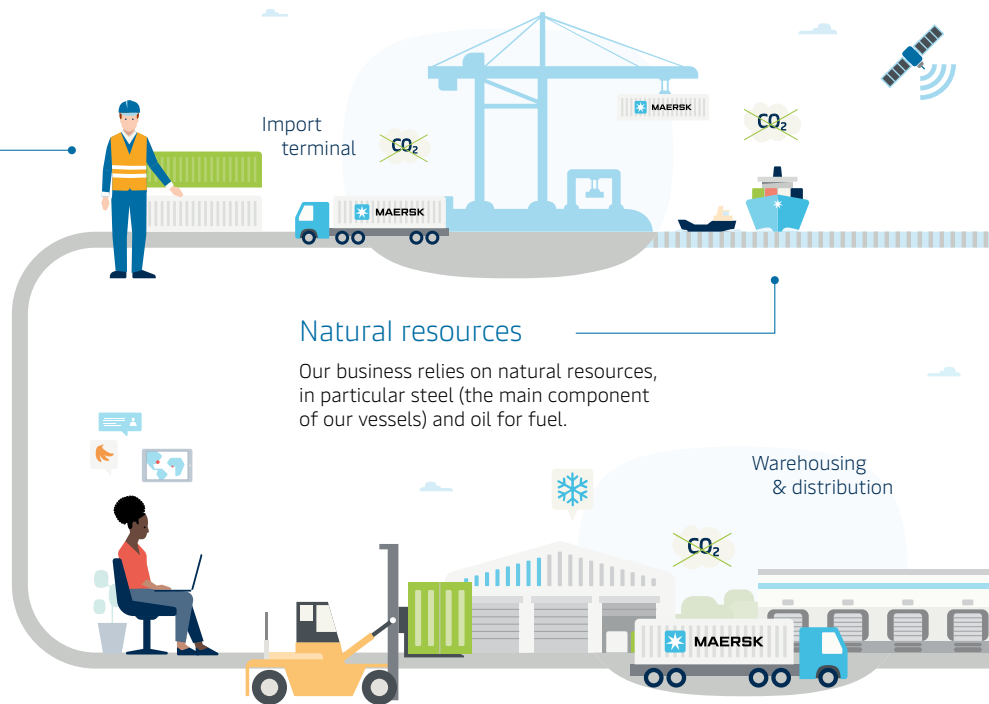 Import
terminal
CO₂
MAERSK
CO₂
MAERSK
Natural resources
Our business relies on natural resources,
in particular steel (the main component
of our vessels) and oil for fuel.
Warehousing
& distribution
CO₂
MAERSK